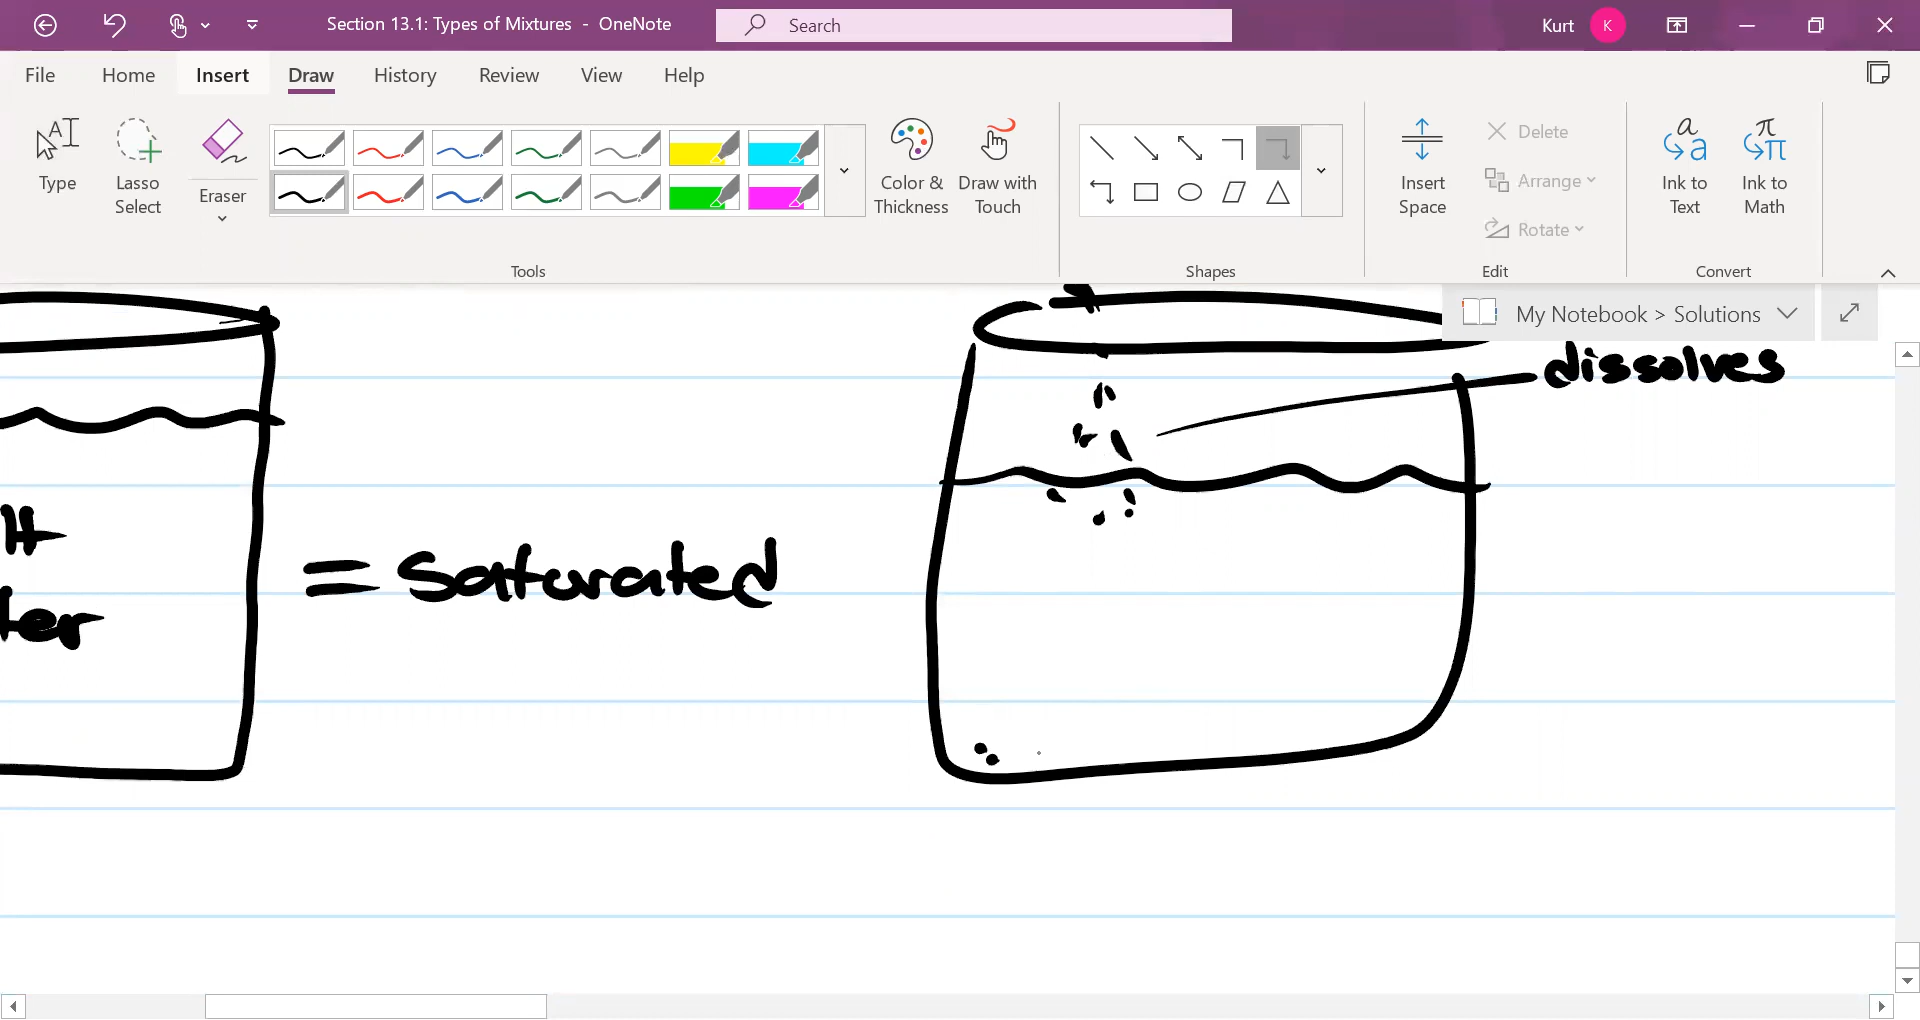 Section 13.1: Types of Mixtures - OneNote
Search
Kurt
K
File Home Insert Draw History Review View Help
Type
Lasso Select
Eraser
Color & Thickness
Draw with Touch
Insert Space
Delete
Arrange
Rotate
Ink to Text
Ink to Math
Tools
Shapes
Edit
Convert
My Notebook > Solutions
dissolves
= saturated